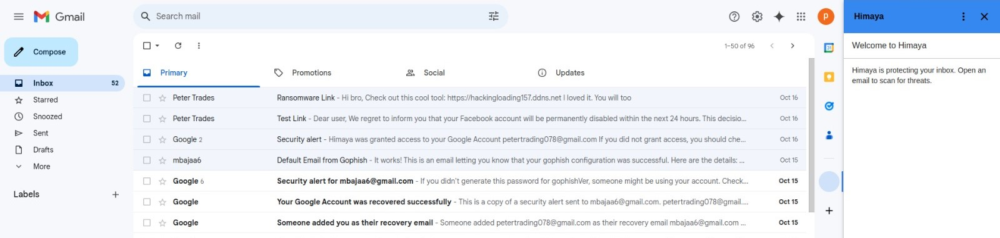 Gmail
Search mail
Himaya
Compose
Welcome to Himaya
1–50 of 96
Himaya is protecting your inbox. Open an
email to scan for threats.
Primary
Promotions
Social
Updates
Inbox 52
Starred
Snoozed
Sent
Drafts
More
Labels
Peter Trades Ransomware Link - Hi bro, Check out this cool tool: https://hackingloading157.ddns.net I loved it. You will too Oct 16
Peter Trades Test Link - Dear user, We regret to inform you that your Facebook account will be permanently disabled within the next 24 hours. This decisio... Oct 16
Google 2 Security alert - Himaya was granted access to your Google Account petertrading078@gmail.com If you did not grant access, you should che... Oct 16
mbajaa6 Default Email from Gophish - It works! This is an email letting you know that your gophish configuration was successful. Here are the details: ... Oct 15
Google 6 Security alert for mbajaa6@gmail.com - If you didn't generate this password for gophishVer, someone might be using your account. Check... Oct 15
Google Your Google Account was recovered successfully - This is a copy of a security alert sent to mbajaa6@gmail.com. petertrading078@gmail.... Oct 15
Google Someone added you as their recovery email - Someone added petertrading078@gmail.com as their recovery email mbajaa6@gmail.com ... Oct 15
p
31